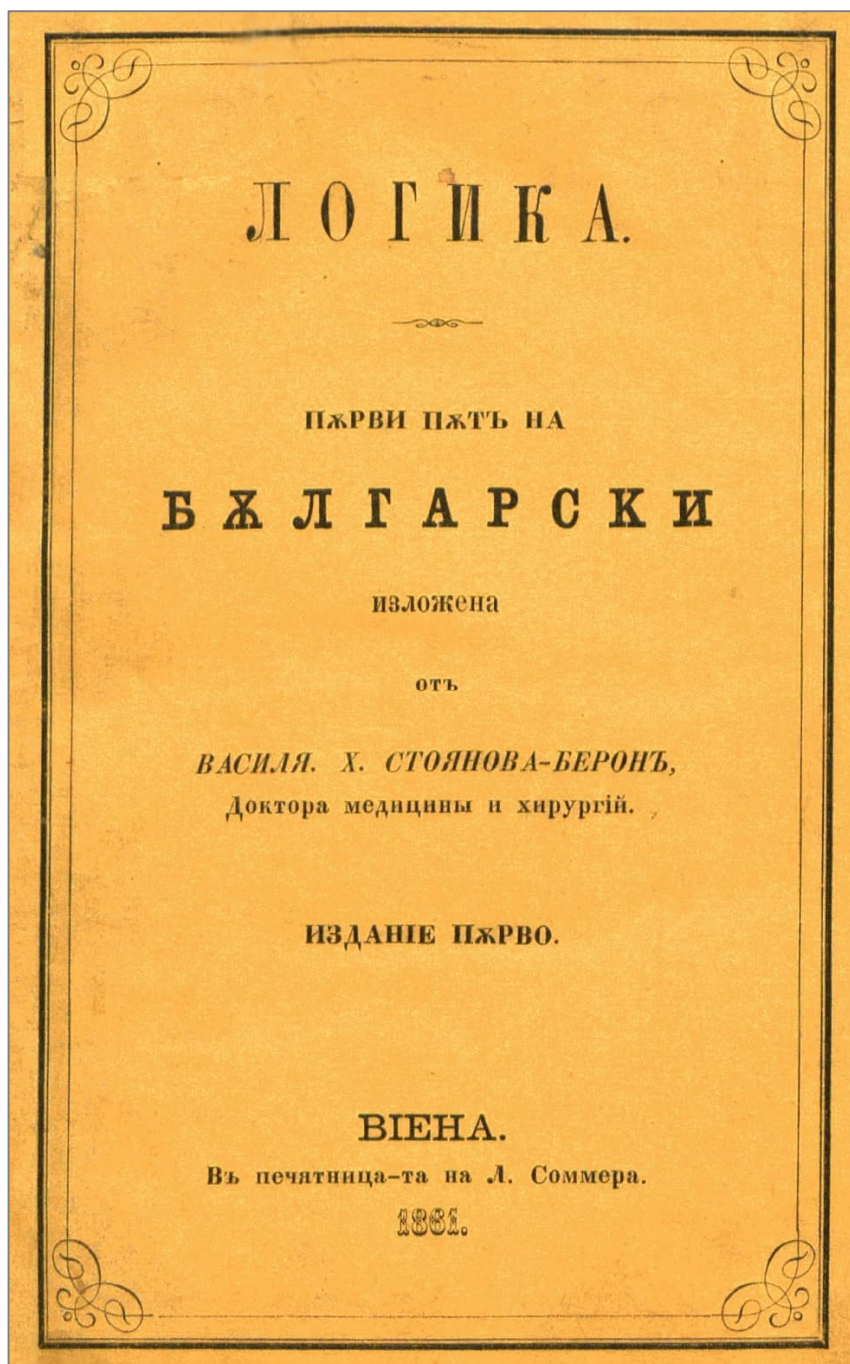 ЛОГИКА.
ПѪРВИ ПѪТЪ НА
БѪЛГАРСКИ
изложена
отъ
ВАСИЛЯ. Х. СТОЯНОВА-БЕРОНЪ,
Доктора медицины и хирургій.
ИЗДАНІЕ ПѪРВО.
ВІЕНА.
Въ печятница-та на Л. Соммера.
1861.